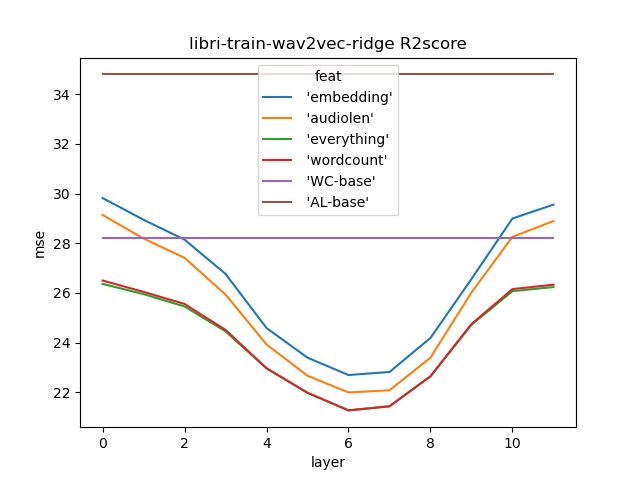 libri-train-wav2vec-ridge R2score
feat
'embedding'
'audiolen'
'everything'
'wordcount'
'WC-base'
'AL-base'
mse
34
32
30
28
26
24
22
0 2 4 6 8 10
layer